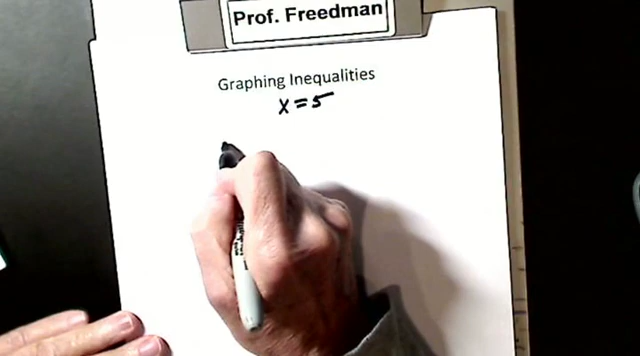 Prof. Freedman
Graphing Inequalities
x = 5